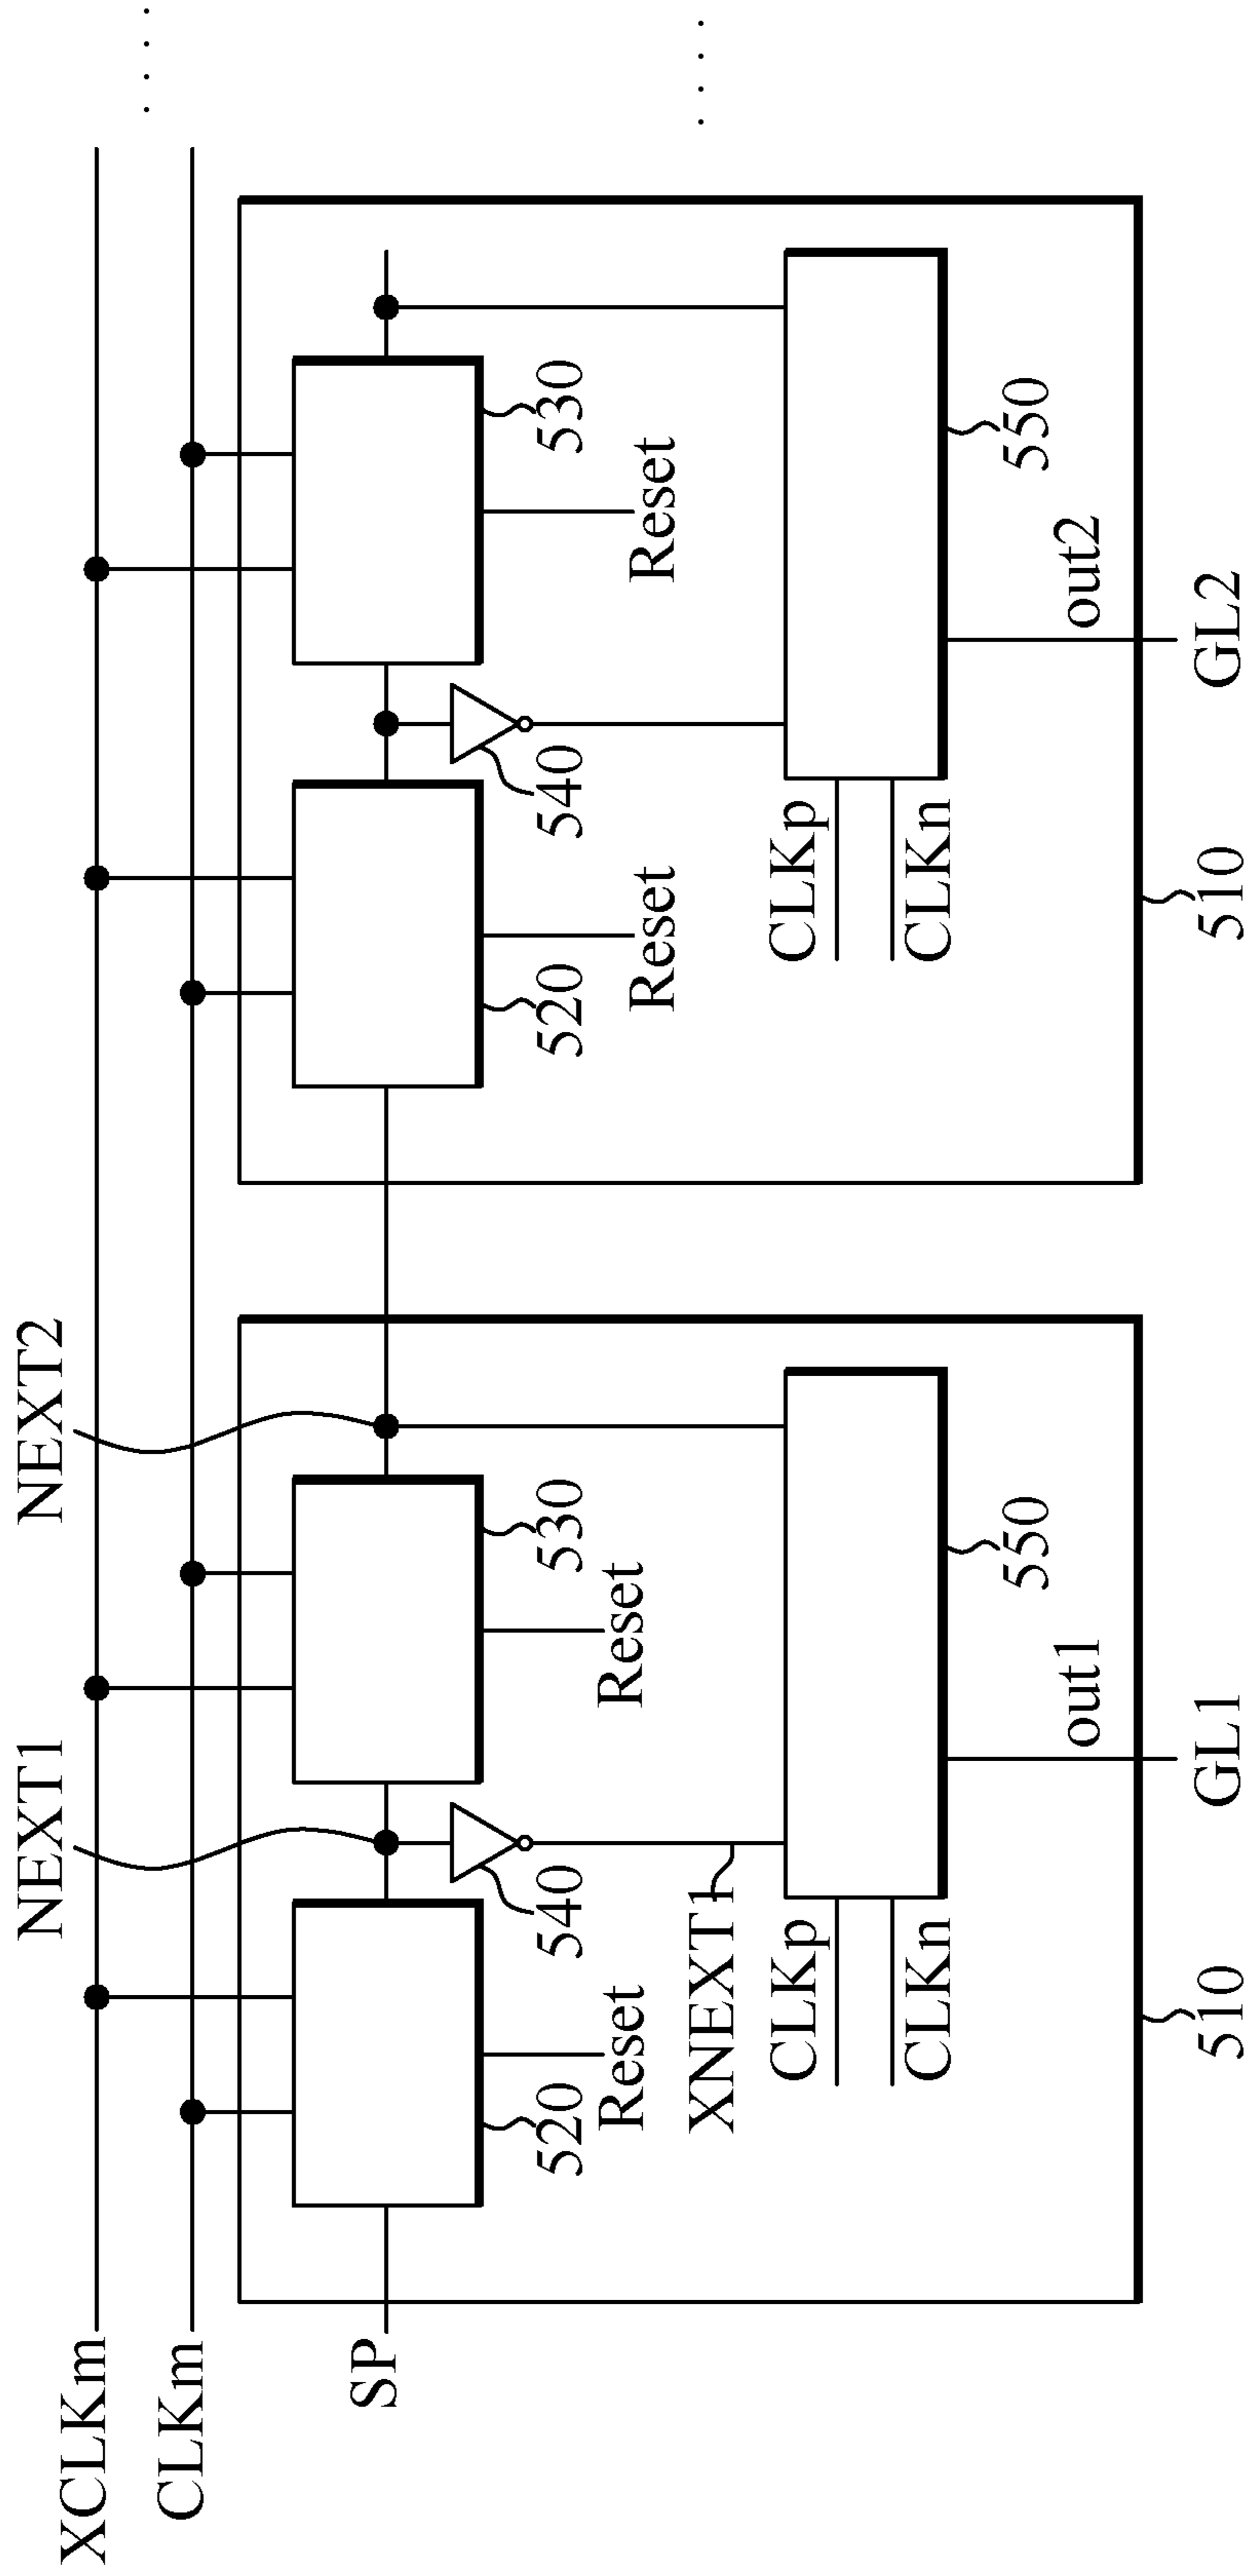 NEXT1
NEXT2
XCLKm
CLKm
SP
520
530
520
530
540
540
Reset
Reset
Reset
Reset
XNEXT1
CLKp
CLKn
CLKp
CLKn
550
550
out1
out2
510
GL1
510
GL2